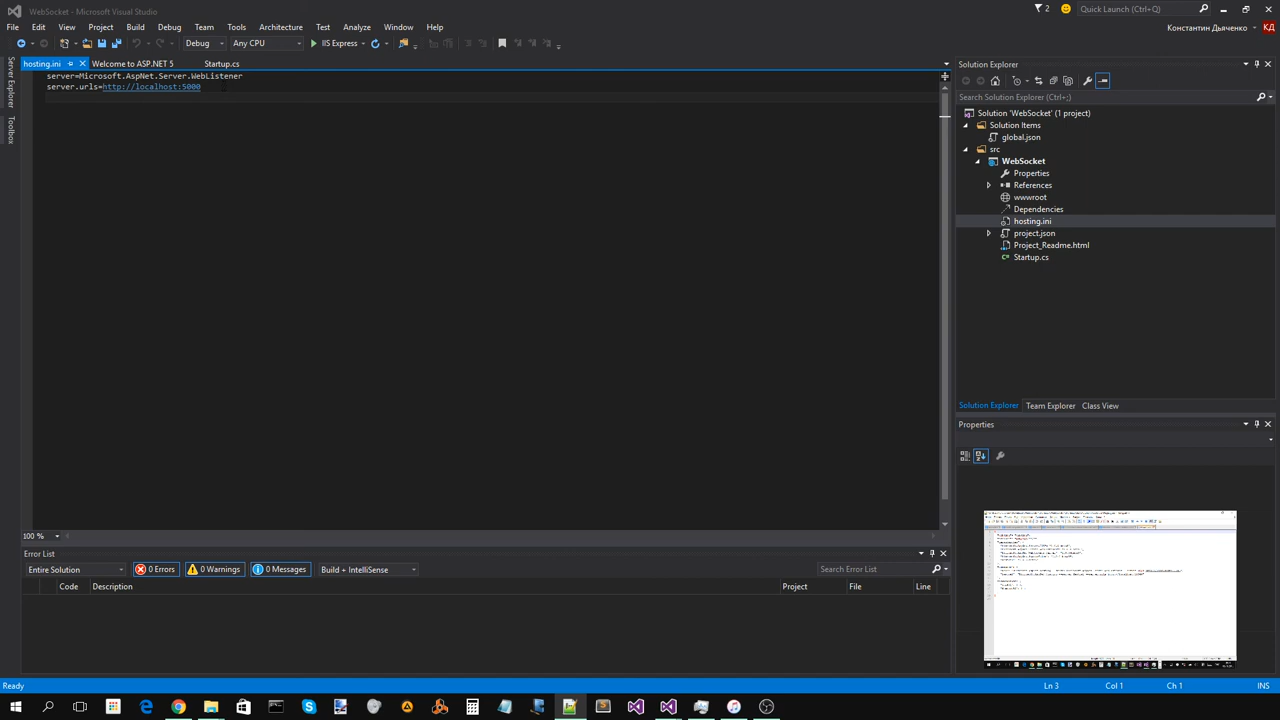 WebSocket - Microsoft Visual Studio
2
Quick Launch (Ctrl+Q)
File Edit View Project Build Debug Team Tools Architecture Test Analyze Window Help
Константин Дьяченко КД
Debug Any CPU IIS Express
hosting.ini Welcome to ASP.NET 5 Startup.cs
server=Microsoft.AspNet.Server.WebListener
server.urls=http://localhost:5000
Server Explorer
Toolbox
100 %
Solution Explorer
Search Solution Explorer (Ctrl+;)
Solution 'WebSocket' (1 project)
Solution Items
global.json
src
WebSocket
Properties
References
wwwroot
Dependencies
hosting.ini
project.json
Project_Readme.html
Startup.cs
Solution Explorer Team Explorer Class View
Properties
Error List
Entire Solution 0 Errors 0 Warnings 0 Messages Build + IntelliSense Search Error List
Code Description Project File Line
Ready Ln 3 Col 1 Ch 1 INS